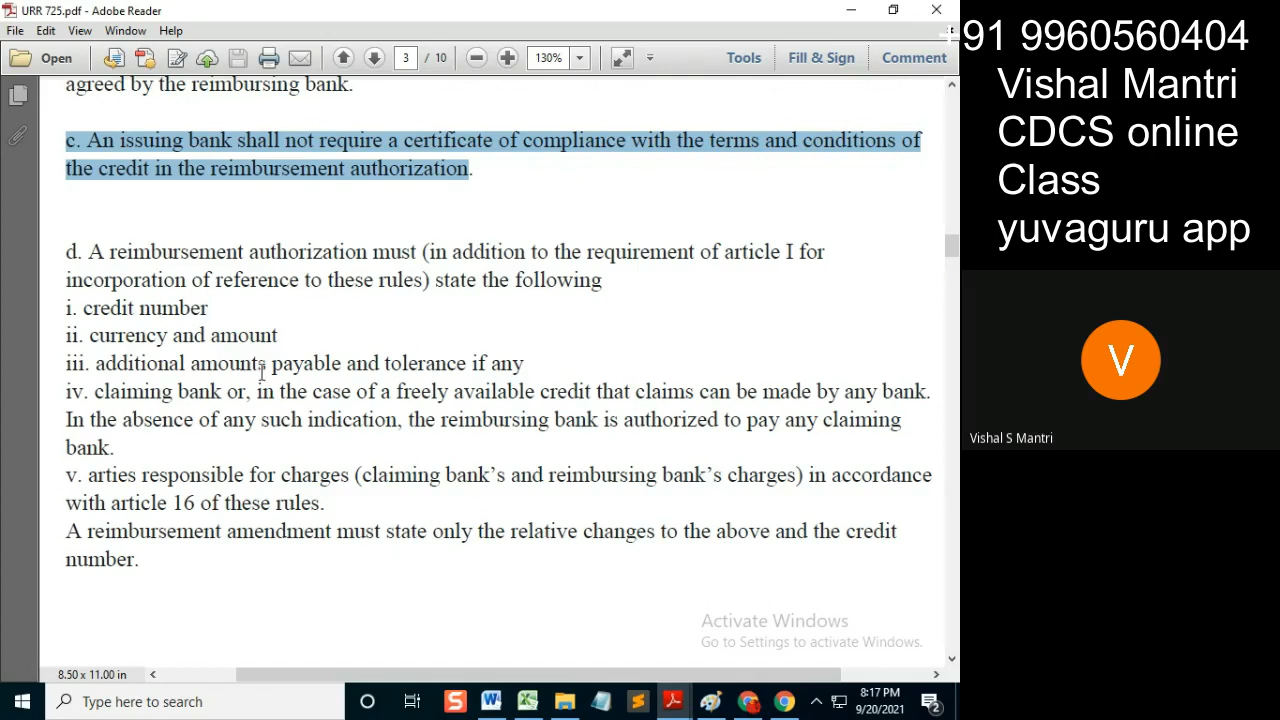 URR 725.pdf - Adobe Reader
File Edit View Window Help
Open 3 / 10 130% Tools Fill & Sign Comment
agreed by the reimbursing bank.
c. An issuing bank shall not require a certificate of compliance with the terms and conditions of
the credit in the reimbursement authorization.
d. A reimbursement authorization must (in addition to the requirement of article I for
incorporation of reference to these rules) state the following
i. credit number
ii. currency and amount
iii. additional amounts payable and tolerance if any
iv. claiming bank or, in the case of a freely available credit that claims can be made by any bank.
In the absence of any such indication, the reimbursing bank is authorized to pay any claiming
bank.
v. arties responsible for charges (claiming bank's and reimbursing bank's charges) in accordance
with article 16 of these rules.
A reimbursement amendment must state only the relative changes to the above and the credit
number.
Activate Windows
Go to Settings to activate Windows.
8.50 x 11.00 in
Type here to search
8:17 PM
9/20/2021
2
+91 9960560404
Vishal Mantri
CDCS online
Class
yuvaguru app
V
Vishal S Mantri